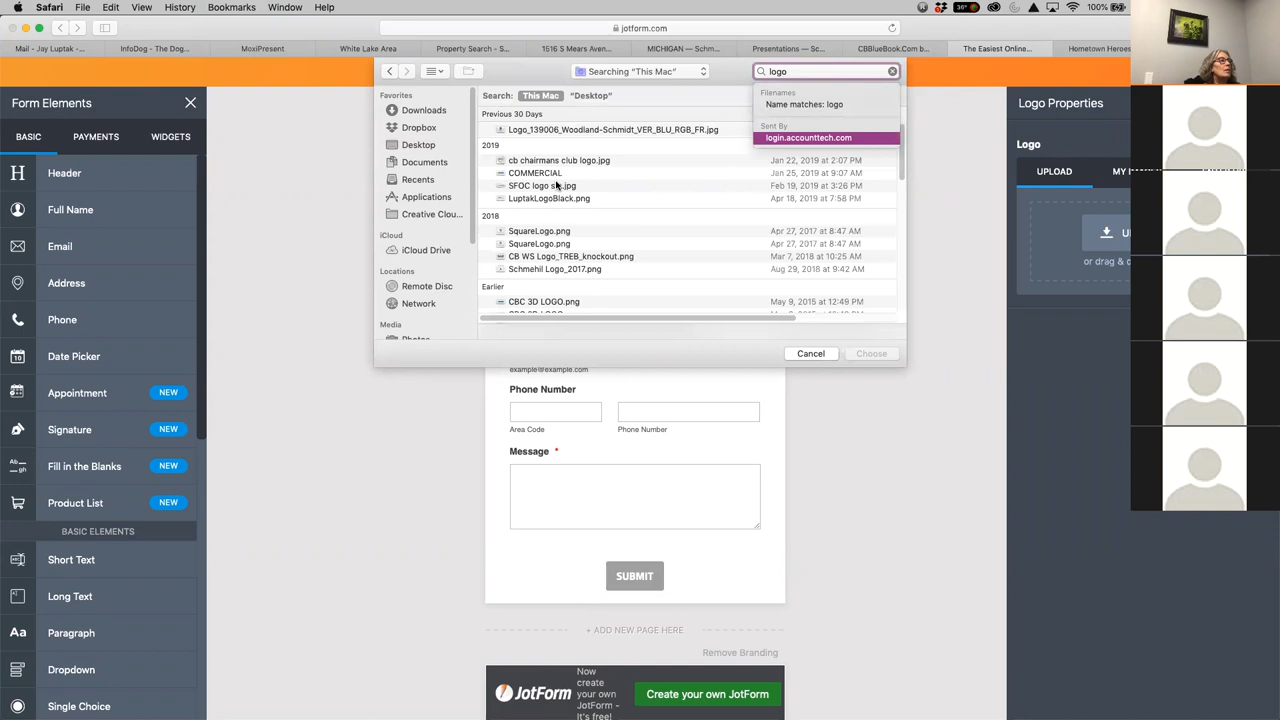 Safari File Edit View History Bookmarks Window Help 36° 100%
jotform.com
Mail - Jay Luptak - ... InfoDog - The Dog... MoxiPresent White Lake Area Property Search - S... 1516 S Mears Aven... MICHIGAN — Schm... Presentations — Sc... CBBlueBook.Com b... The Easiest Online... Hometown Heroes
Form Elements
BASIC PAYMENTS WIDGETS
Header
Full Name
Email
Address
Phone
Date Picker
Appointment NEW
Signature NEW
Fill in the Blanks NEW
Product List NEW
BASIC ELEMENTS
Short Text
Long Text
Paragraph
Dropdown
Single Choice
Searching “This Mac”
logo
Favorites
Downloads
Dropbox
Desktop
Documents
Recents
Applications
Creative Clou...
iCloud
iCloud Drive
Locations
Remote Disc
Network
Media
Photos
Search: This Mac “Desktop”
Filenames
Name matches: logo
Sent By
login.accounttech.com
Previous 30 Days
Logo_139006_Woodland-Schmidt_VER_BLU_RGB_FR.jpg
2019
cb chairmans club logo.jpg Jan 22, 2019 at 2:07 PM
COMMERCIAL Jan 25, 2019 at 9:07 AM
SFOC logo .jpg Feb 19, 2019 at 3:26 PM
LuptakLogoBlack.png Apr 18, 2019 at 7:58 PM
2018
SquareLogo.png Apr 27, 2017 at 8:47 AM
SquareLogo.png Apr 27, 2017 at 8:47 AM
CB WS Logo_TREB_knockout.png Mar 7, 2018 at 10:25 AM
Schmehil Logo_2017.png Aug 29, 2018 at 9:42 AM
Earlier
CBC 3D LOGO.png May 9, 2015 at 12:49 PM
Cancel Choose
example@example.com
Phone Number
Area Code Phone Number
Message *
SUBMIT
+ ADD NEW PAGE HERE
Remove Branding
JotForm
Now
create
your own
JotForm -
It's free!
Create your own JotForm
Logo Properties
Logo
UPLOAD
or drag &